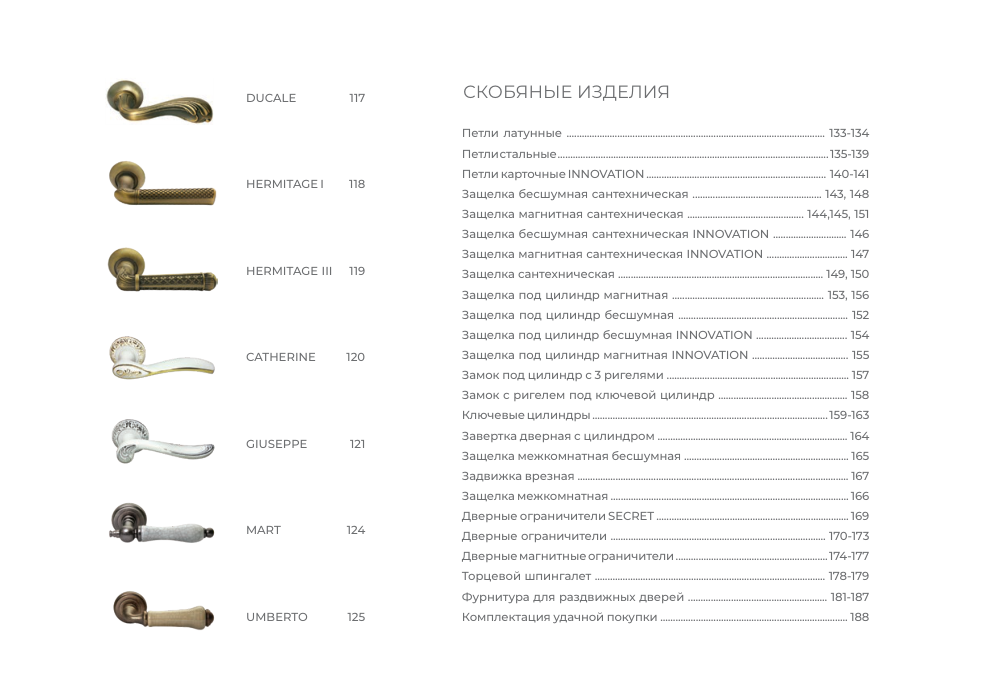 DUCALE 117
HERMITAGE I 118
HERMITAGE III 119
CATHERINE 120
GIUSEPPE 121
MART 124
UMBERTO 125
СКОБЯНЫЕ ИЗДЕЛИЯ
Петли латунные 133-134
Петли стальные 135-139
Петли карточные INNOVATION 140-141
Защелка бесшумная сантехническая 143, 148
Защелка магнитная сантехническая 144,145, 151
Защелка бесшумная сантехническая INNOVATION 146
Защелка магнитная сантехническая INNOVATION 147
Защелка сантехническая 149, 150
Защелка под цилиндр магнитная 153, 156
Защелка под цилиндр бесшумная 152
Защелка под цилиндр бесшумная INNOVATION 154
Защелка под цилиндр магнитная INNOVATION 155
Замок под цилиндр с 3 ригелями 157
Замок с ригелем под ключевой цилиндр 158
Ключевые цилиндры 159-163
Завертка дверная с цилиндром 164
Защелка межкомнатная бесшумная 165
Задвижка врезная 167
Защелка межкомнатная 166
Дверные ограничители SECRET 169
Дверные ограничители 170-173
Дверные магнитные ограничители 174-177
Торцевой шпингалет 178-179
Фурнитура для раздвижных дверей 181-187
Комплектация удачной покупки 188